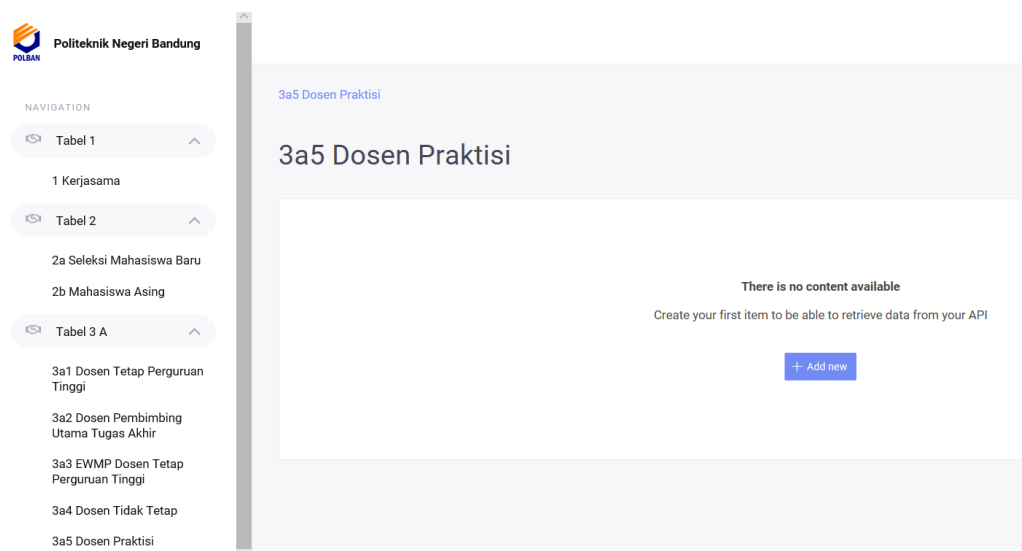 POLBAN
Politeknik Negeri Bandung
NAVIGATION
Tabel 1
1 Kerjasama
Tabel 2
2a Seleksi Mahasiswa Baru
2b Mahasiswa Asing
Tabel 3 A
3a1 Dosen Tetap Perguruan
Tinggi
3a2 Dosen Pembimbing
Utama Tugas Akhir
3a3 EWMP Dosen Tetap
Perguruan Tinggi
3a4 Dosen Tidak Tetap
3a5 Dosen Praktisi
3a5 Dosen Praktisi
3a5 Dosen Praktisi
There is no content available
Create your first item to be able to retrieve data from your API
+ Add new